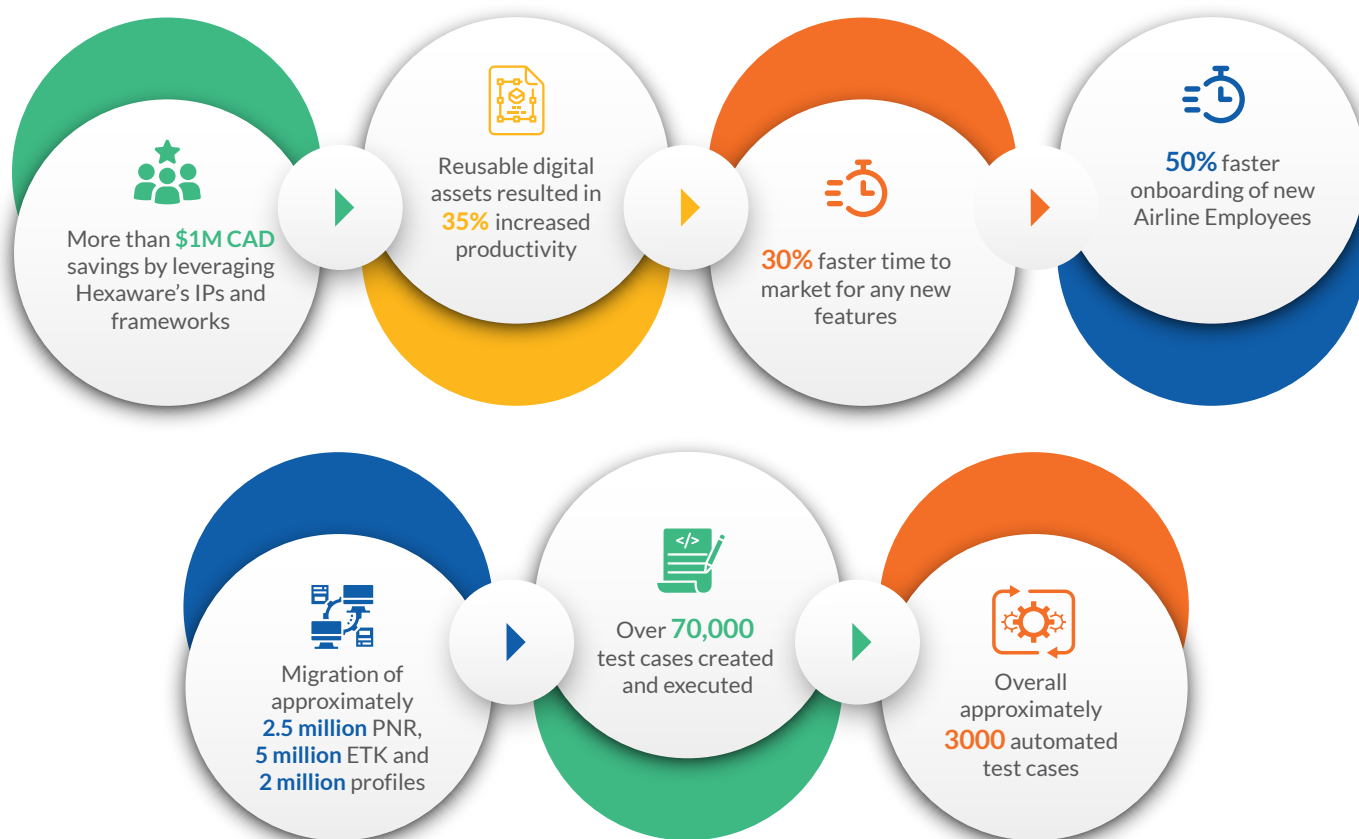 More than $1M CAD
savings by leveraging
Hexaware's IPs and
frameworks
Reusable digital
assets resulted in
35% increased
productivity
30% faster time to
market for any new
features
50% faster
onboarding of new
Airline Employees
Migration of
approximately
2.5 million PNR,
5 million ETK and
2 million profiles
</>
Over 70,000
test cases created
and executed
Overall
approximately
3000 automated
test cases